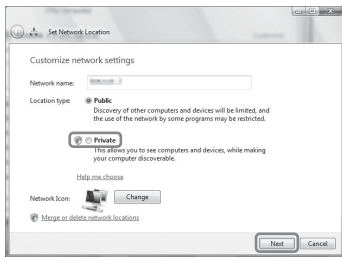 Set Network Location
Customize network settings
Network name:
Location type: Public
Discovery of other computers and devices will be limited, and
the use of the network by some programs may be restricted.
Private
This allows you to see computers and devices, while making
your computer discoverable.
Help me choose
Network Icon: Change
Merge or delete network locations
Next Cancel